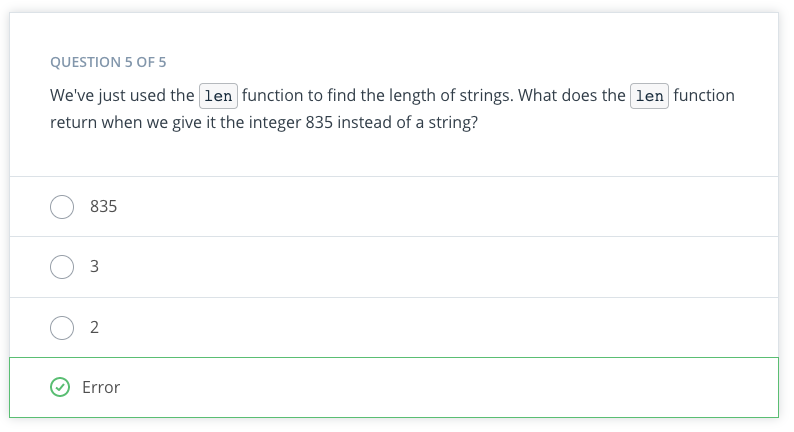 QUESTION 5 OF 5
We've just used the len function to find the length of strings. What does the len function
return when we give it the integer 835 instead of a string?
835
3
2
Error